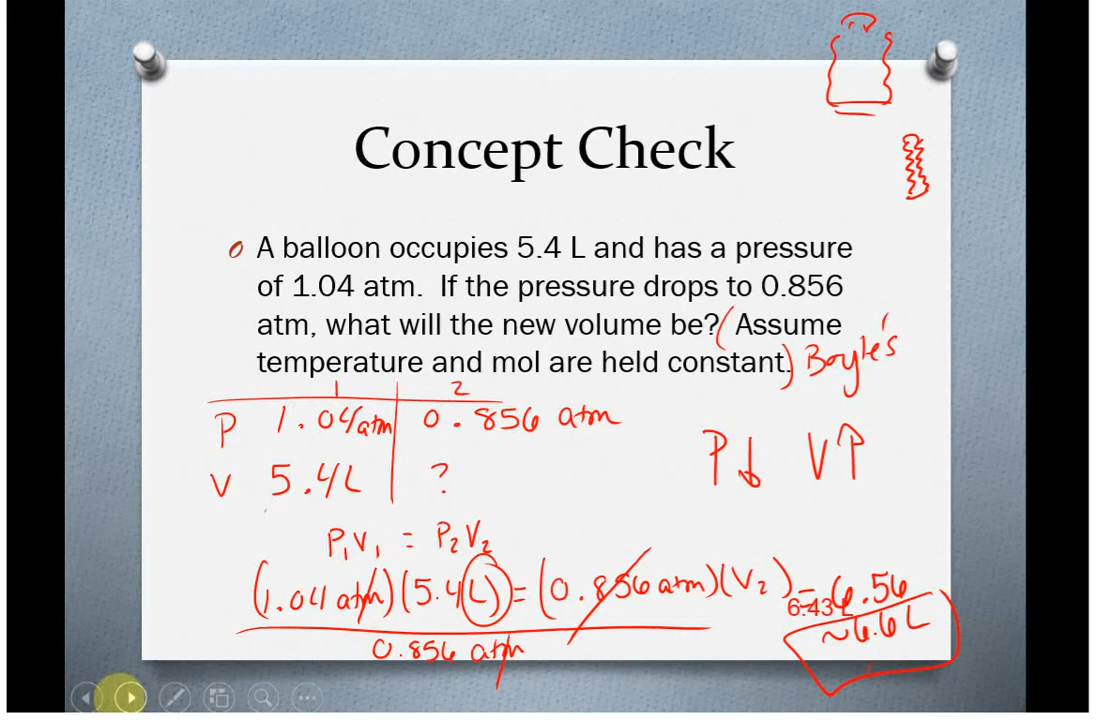 Concept Check
A balloon occupies 5.4 L and has a pressure
of 1.04 atm. If the pressure drops to 0.856
atm, what will the new volume be? (Assume
temperature and mol are held constant.) Boyle's
1 2
P 1.04 atm 0.856 atm
V 5.4 L ?
P↓ V↑
P₁V₁ = P₂V₂
(1.04 atm)(5.4 L) = (0.856 atm)(V₂) = 6.56
6.43 L
0.856 atm
~6.6 L